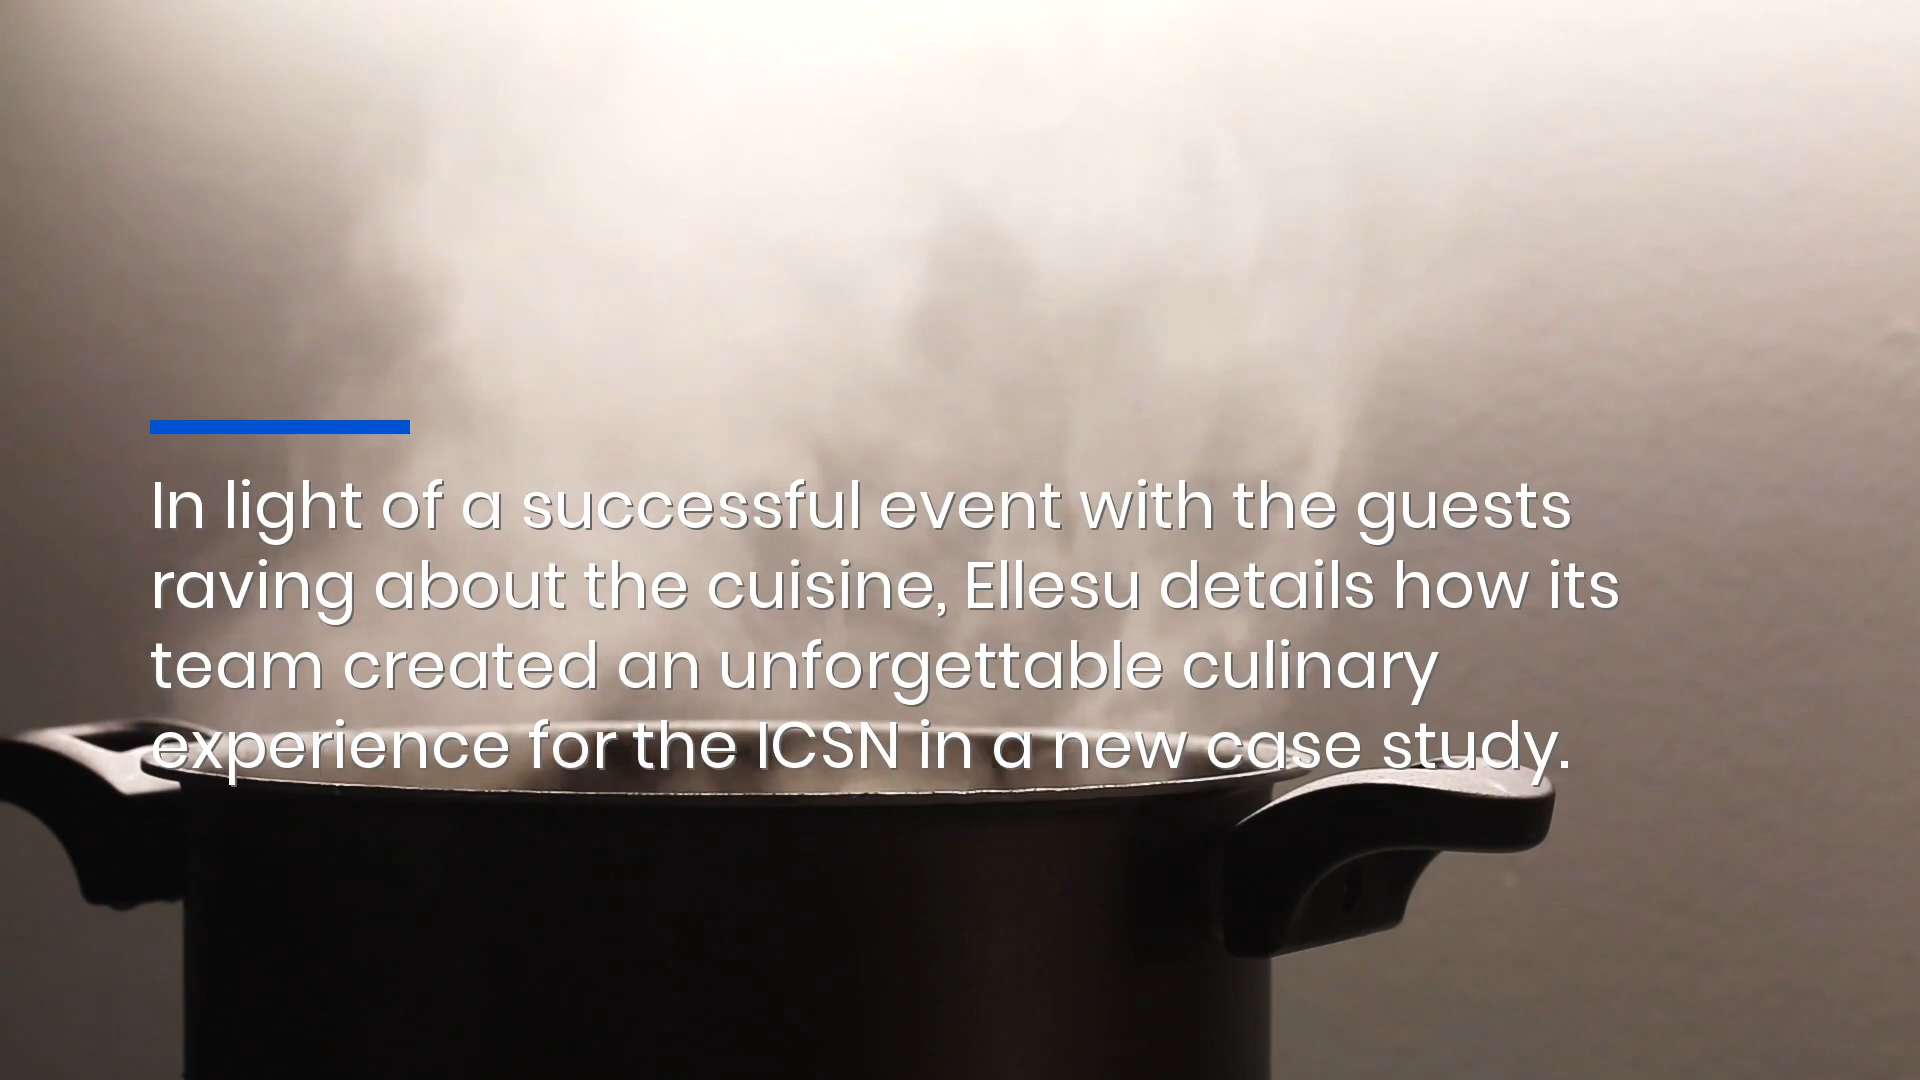 In light of a successful event with the guests
raving about the cuisine, Ellesu details how its
team created an unforgettable culinary
experience for the ICSN in a new case study.